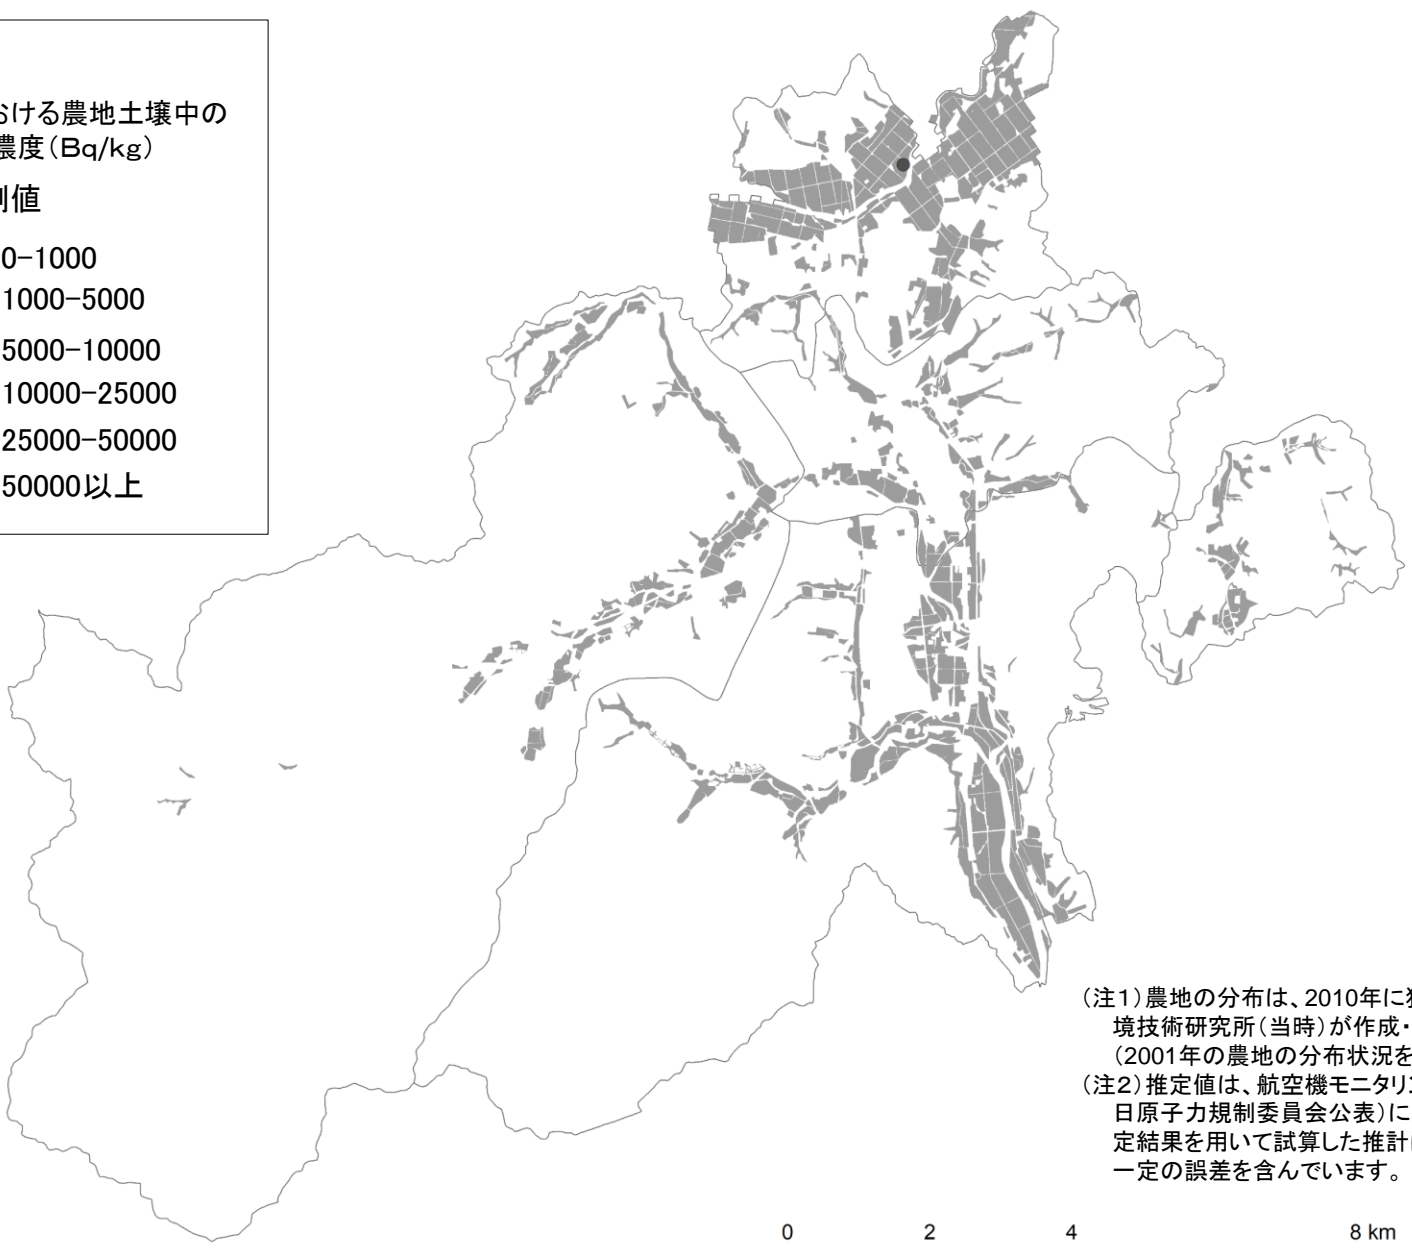 おける農地土壌中の
濃度（Bq/kg）
測値
0-1000
1000-5000
5000-10000
10000-25000
25000-50000
50000以上
（注1）農地の分布は、2010年に
境技術研究所（当時）が作成・
（2001年の農地の分布状況を
（注2）推定値は、航空機モニタリン
日原子力規制委員会公表）に
定結果を用いて試算した推計
一定の誤差を含んでいます。
0 2 4 8 km